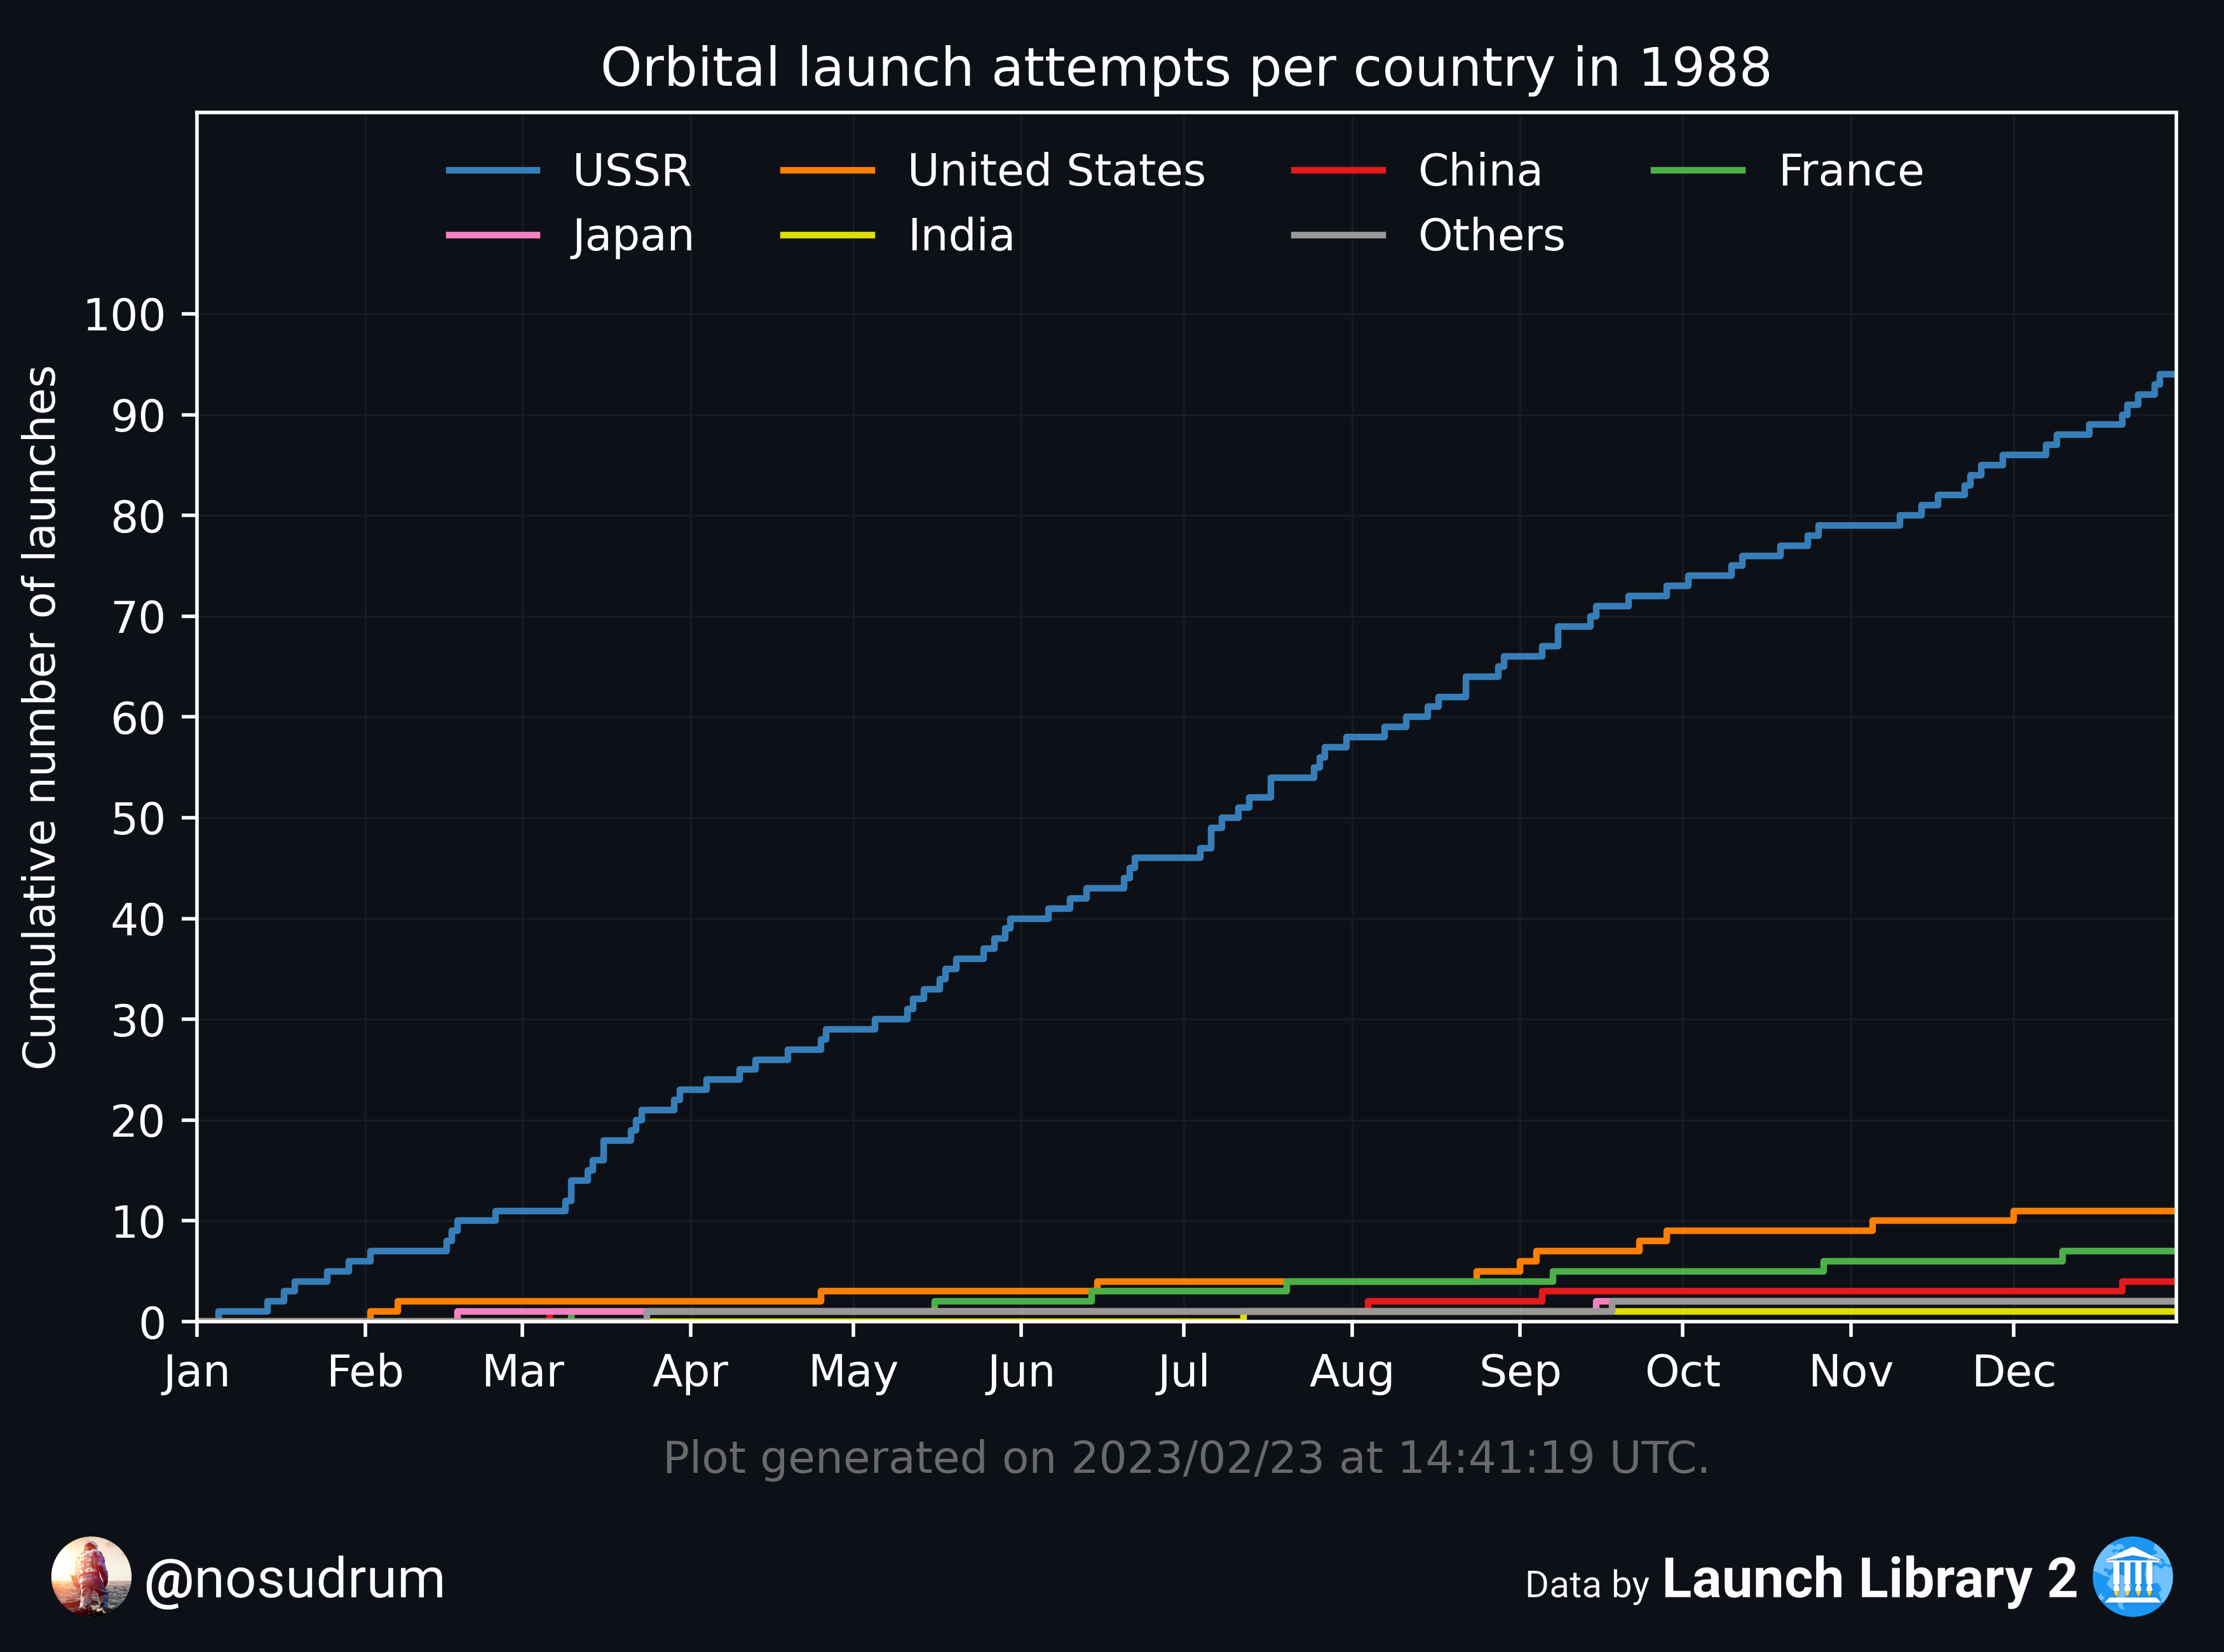 Orbital launch attempts per country in 1988
USSR United States China France
Japan India Others
Cumulative number of launches
100
90
80
70
60
50
40
30
20
10
0
Jan Feb Mar Apr May Jun Jul Aug Sep Oct Nov Dec
Plot generated on 2023/02/23 at 14:41:19 UTC.
@nosudrum
Data by Launch Library 2